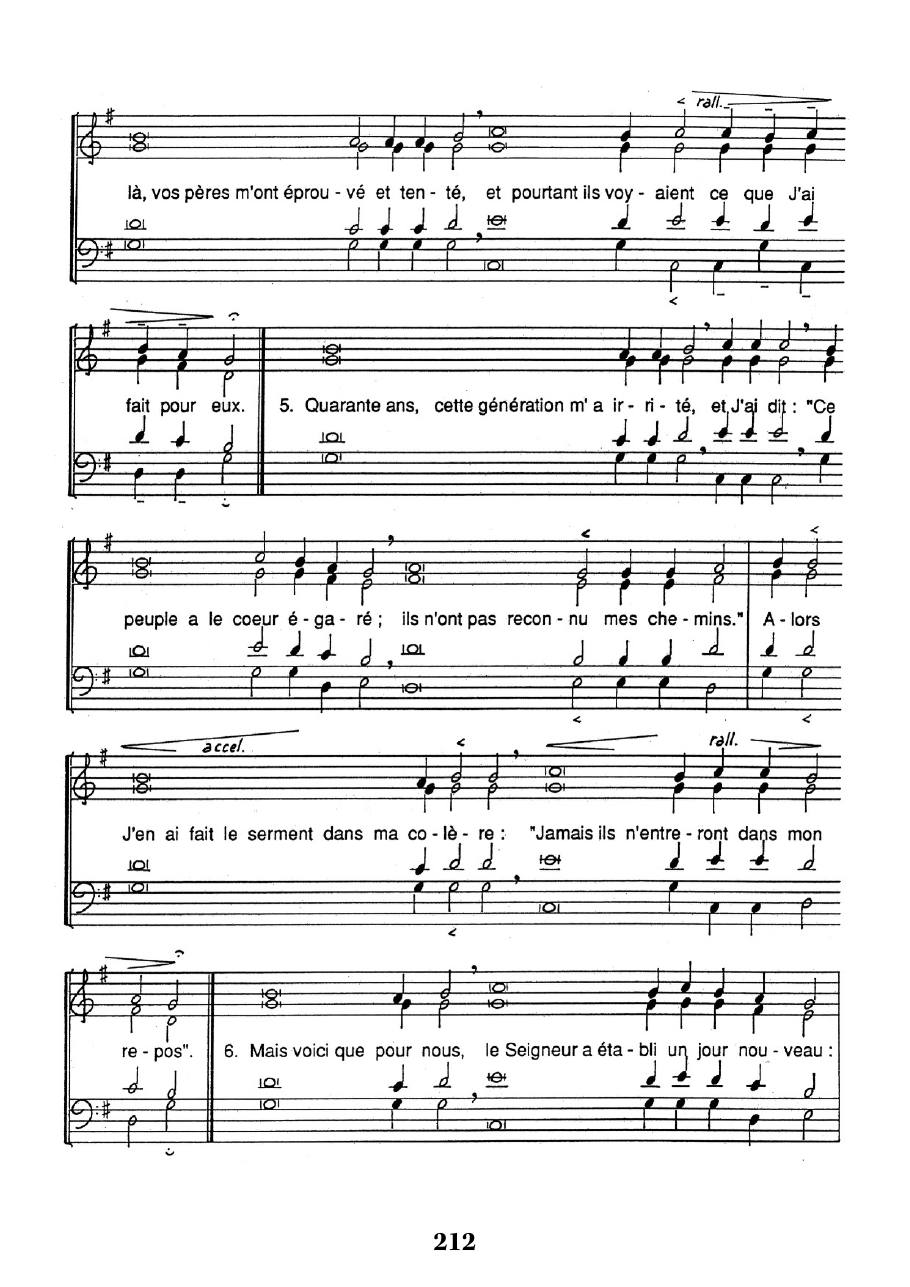 rall.
là, vos pères m'ont éprou - vé et ten - té, et pourtant ils voy - aient ce que J'ai
fait pour eux. 5. Quarante ans, cette génération m' a ir - ri - té, et J'ai dit : "Ce
peuple a le coeur é - ga - ré ; ils n'ont pas recon - nu mes che - mins." A - lors
accel. rall.
J'en ai fait le serment dans ma co - lè - re : "Jamais ils n'entre - ront dans mon
re - pos". 6. Mais voici que pour nous, le Seigneur a éta - bli un jour nou - veau :
212